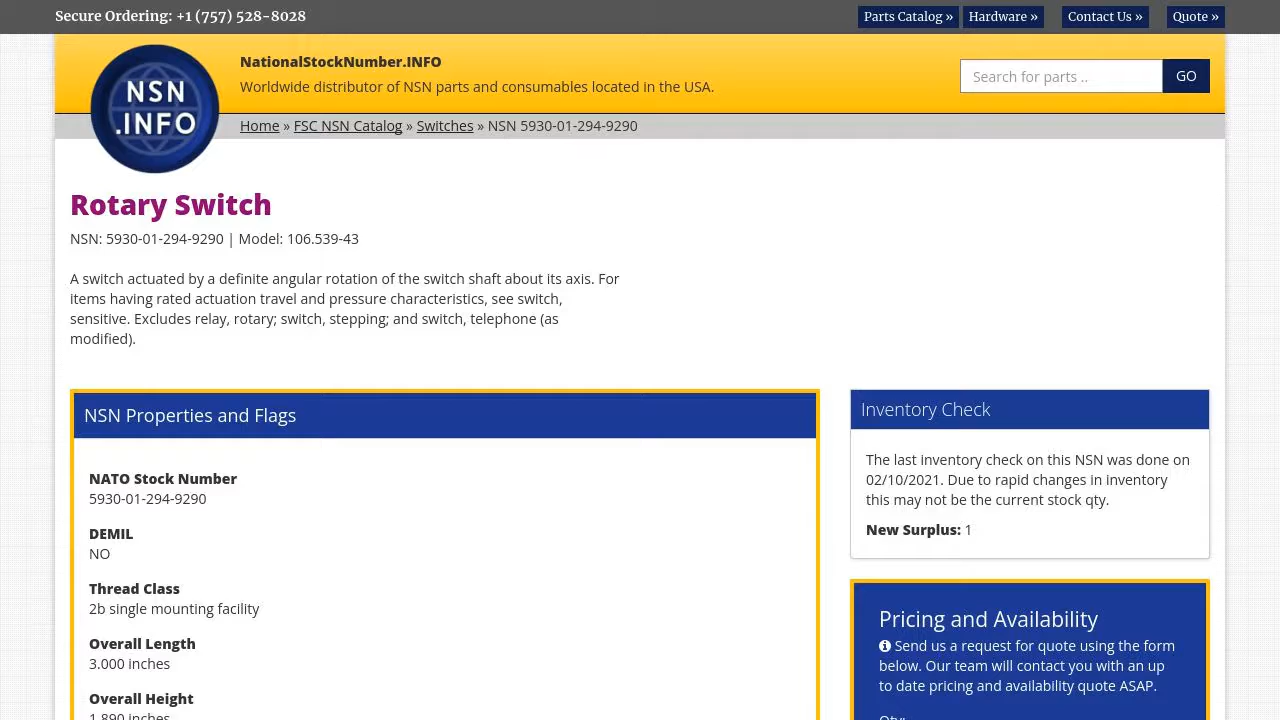 Secure Ordering: +1 (757) 528-8028
Parts Catalog »
Hardware »
Contact Us »
Quote »
NSN
.INFO
NationalStockNumber.INFO
Worldwide distributor of NSN parts and consumables located in the USA.
Search for parts ..
GO
Home » FSC NSN Catalog » Switches » NSN 5930-01-294-9290
Rotary Switch
NSN: 5930-01-294-9290 | Model: 106.539-43
A switch actuated by a definite angular rotation of the switch shaft about its axis. For
items having rated actuation travel and pressure characteristics, see switch,
sensitive. Excludes relay, rotary; switch, stepping; and switch, telephone (as
modified).
NSN Properties and Flags
NATO Stock Number
5930-01-294-9290
DEMIL
NO
Thread Class
2b single mounting facility
Overall Length
3.000 inches
Overall Height
1.890 inches
Inventory Check
The last inventory check on this NSN was done on
02/10/2021. Due to rapid changes in inventory
this may not be the current stock qty.
New Surplus: 1
Pricing and Availability
Send us a request for quote using the form
below. Our team will contact you with an up
to date pricing and availability quote ASAP.
Qty: